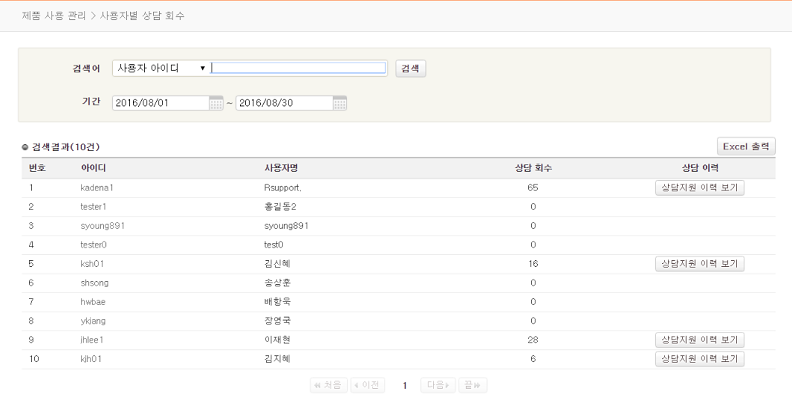 제품 사용 관리 > 사용자별 상담 회수
검색어 사용자 아이디 검색
기간 2016/08/01 ~ 2016/08/30
검색결과(10건) Excel 출력
번호 아이디 사용자명 상담 회수 상담 이력
1 kadena1 Rsupport. 65 상담지원 이력 보기
2 tester1 홍길동2 0
3 syoung891 syoung891 0
4 tester0 test0 0
5 ksh01 김신혜 16 상담지원 이력 보기
6 shsong 송상훈 0
7 hwbae 배향욱 0
8 ykjang 장영국 0
9 jhlee1 이재현 28 상담지원 이력 보기
10 kjh01 김지혜 6 상담지원 이력 보기
처음 이전 1 다음 끝